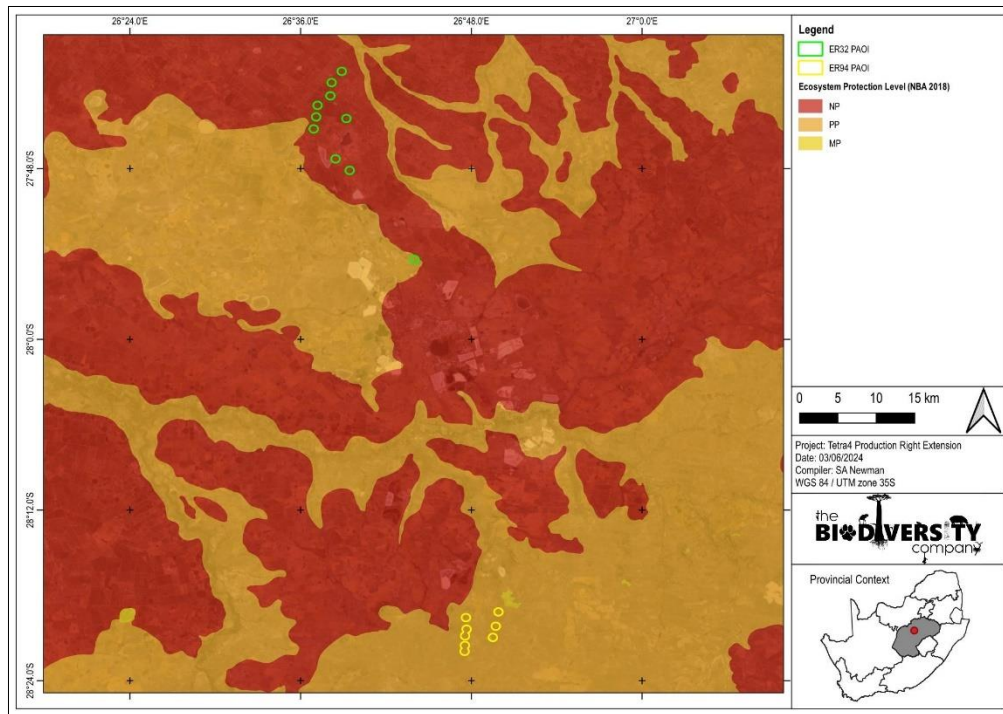 26°24.0'E 26°36.0'E 26°48.0'E 27°0.0'E
27°48.0'S
28°0.0'S
28°12.0'S
28°24.0'S
Legend
ER32 PAOI
ER94 PAOI
Ecosystem Protection Level (NBA 2018)
NP
PP
MP
0 5 10 15 km
Project: Tetra4 Production Right Extension
Date: 03/06/2024
Compiler: SA Newman
WGS 84 / UTM zone 35S
the
BIODIVERSITY
company
Provincial Context